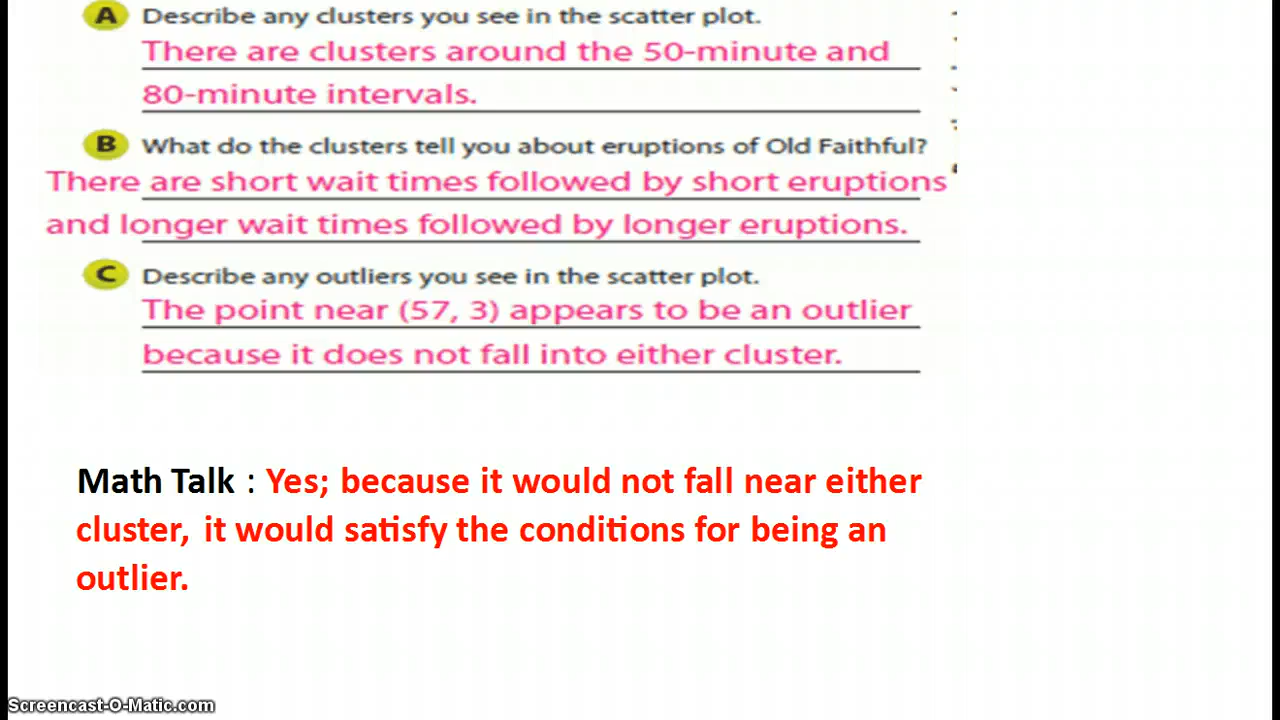 A Describe any clusters you see in the scatter plot.
There are clusters around the 50-minute and
80-minute intervals.
B What do the clusters tell you about eruptions of Old Faithful?
There are short wait times followed by short eruptions
and longer wait times followed by longer eruptions.
C Describe any outliers you see in the scatter plot.
The point near (57, 3) appears to be an outlier
because it does not fall into either cluster.
Math Talk : Yes; because it would not fall near either
cluster, it would satisfy the conditions for being an
outlier.
Screencast-O-Matic.com